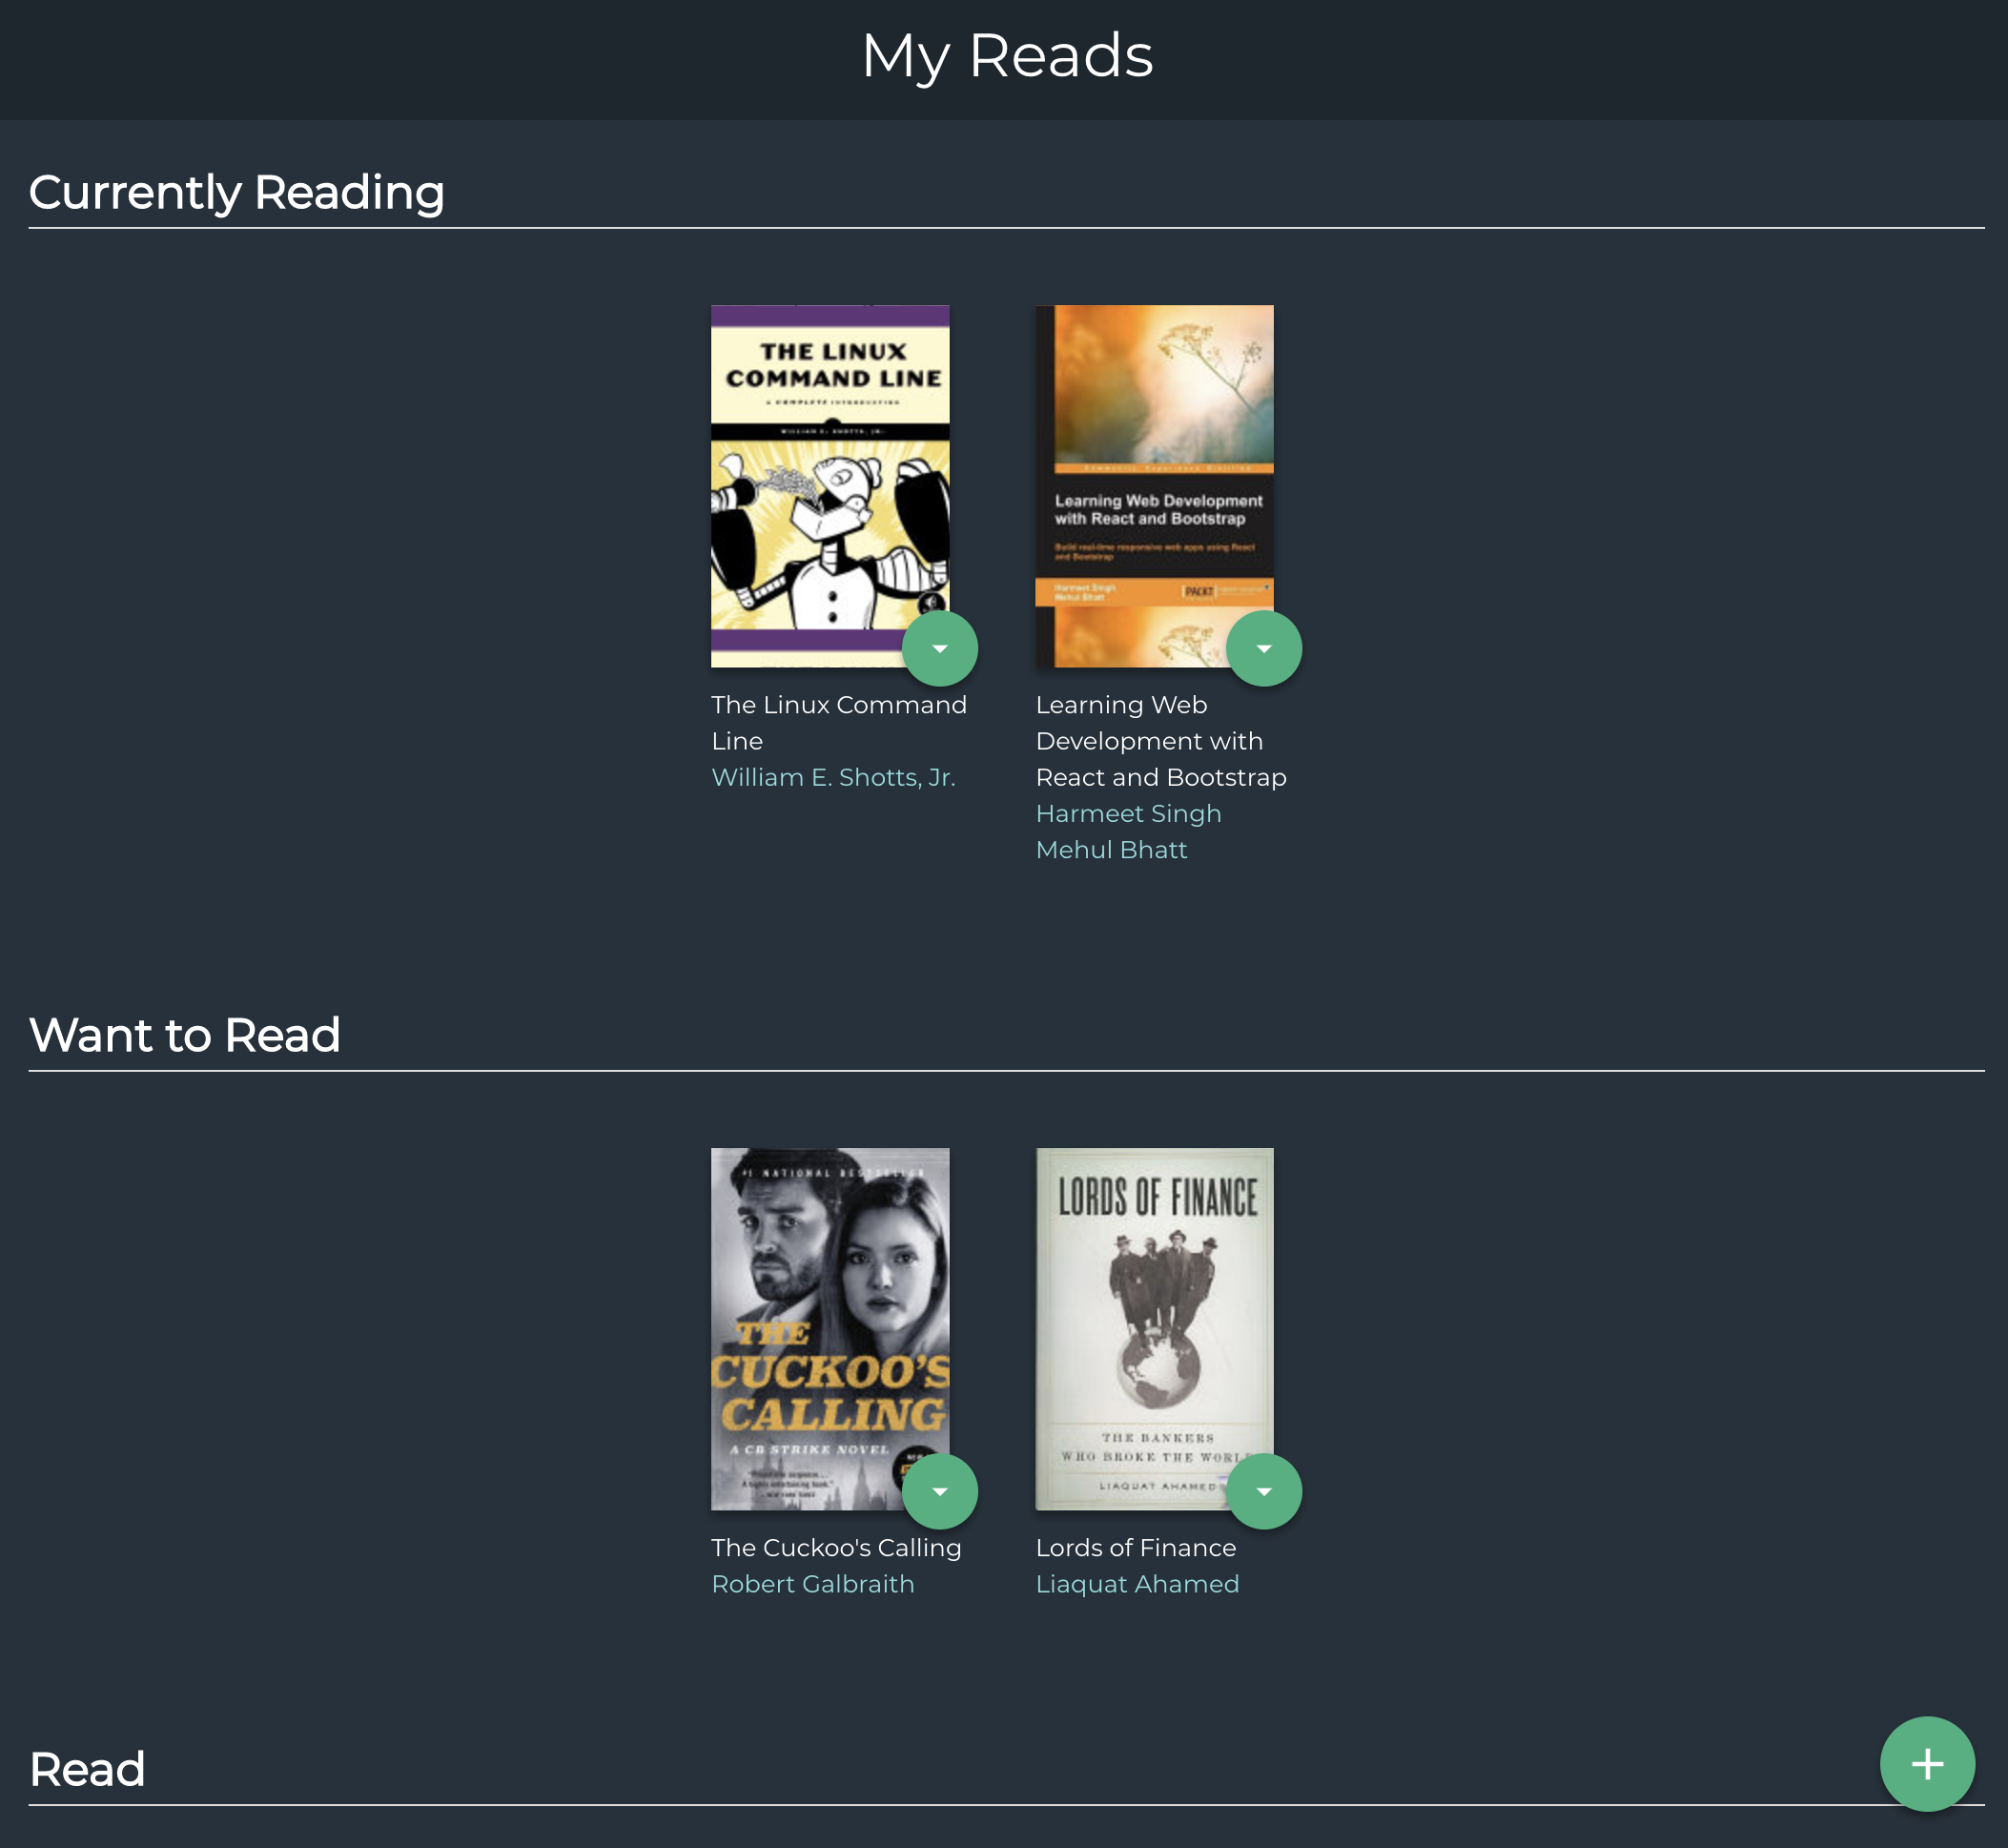 My Reads
Currently Reading
THE LINUX
COMMAND LINE
A COMPLETE INTRODUCTION
WILLIAM E. SHOTTS, JR.
Community Experience Distilled
Learning Web Development
with React and Bootstrap
Build real-time responsive web apps using React
and Bootstrap
Harmeet Singh
Mehul Bhatt
PACKT
The Linux Command
Line
William E. Shotts, Jr.
Learning Web
Development with
React and Bootstrap
Harmeet Singh
Mehul Bhatt
Want to Read
#1 NATIONAL BESTSELLER
THE
CUCKOO'S
CALLING
A CB STRIKE NOVEL
LORDS OF FINANCE
THE BANKERS
WHO BROKE THE WORL
LIAQUAT AHAMED
The Cuckoo's Calling
Robert Galbraith
Lords of Finance
Liaquat Ahamed
Read